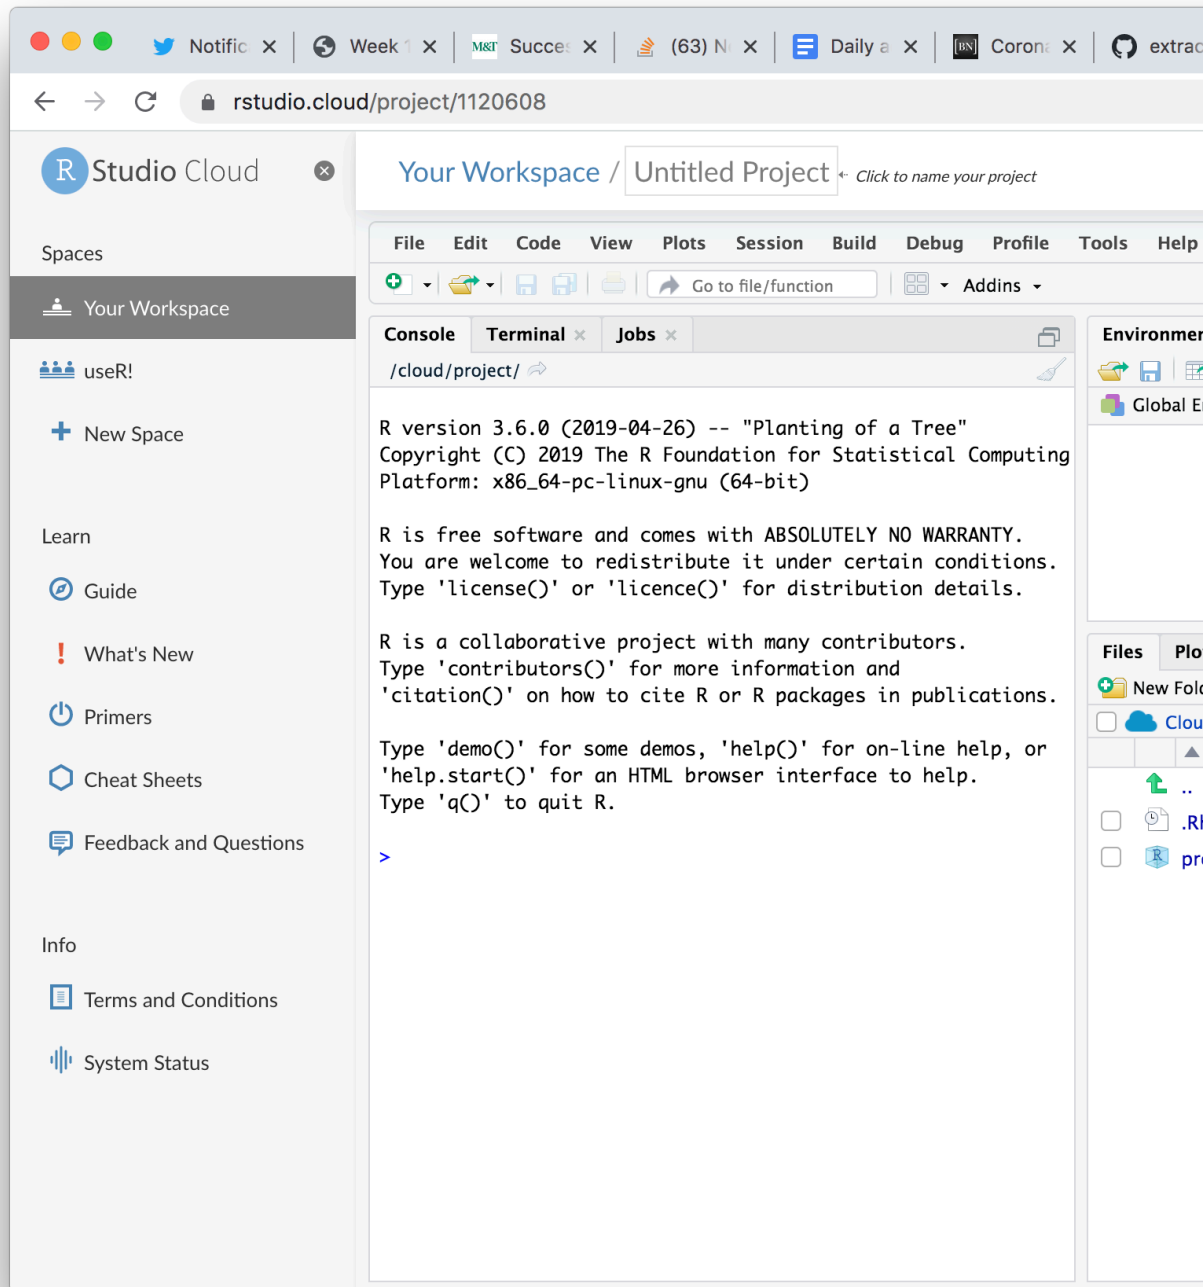 Notific
Week 1
M&T Succes
(63) N
Daily a
BN Corona
extrac
rstudio.cloud/project/1120608
R Studio Cloud
Your Workspace / Untitled Project
Click to name your project
Spaces
Your Workspace
useR!
New Space
Learn
Guide
What's New
Primers
Cheat Sheets
Feedback and Questions
Info
Terms and Conditions
System Status
File Edit Code View Plots Session Build Debug Profile Tools Help
Go to file/function
Addins
Console Terminal Jobs
/cloud/project/
R version 3.6.0 (2019-04-26) -- "Planting of a Tree"
Copyright (C) 2019 The R Foundation for Statistical Computing
Platform: x86_64-pc-linux-gnu (64-bit)
R is free software and comes with ABSOLUTELY NO WARRANTY.
You are welcome to redistribute it under certain conditions.
Type 'license()' or 'licence()' for distribution details.
R is a collaborative project with many contributors.
Type 'contributors()' for more information and
'citation()' on how to cite R or R packages in publications.
Type 'demo()' for some demos, 'help()' for on-line help, or
'help.start()' for an HTML browser interface to help.
Type 'q()' to quit R.
>
Environmen
Global E
Files Plo
New Fold
Clou
..
.Rh
pro